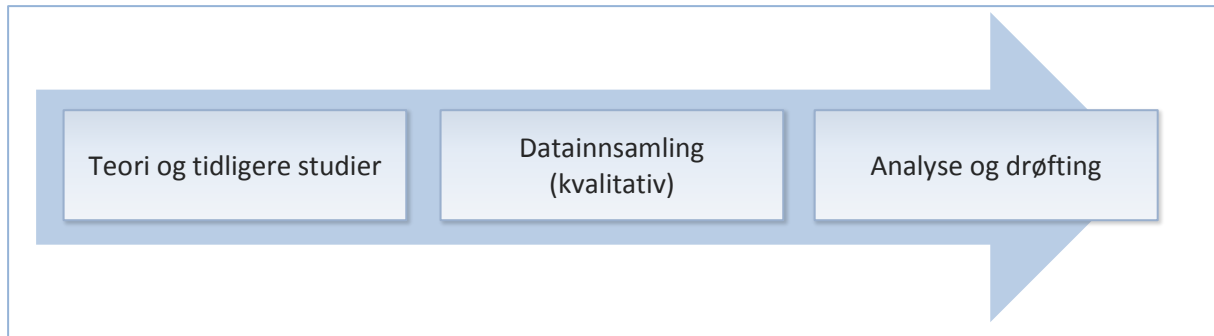 Teori og tidligere studier
Datainnsamling
(kvalitativ)
Analyse og drøfting